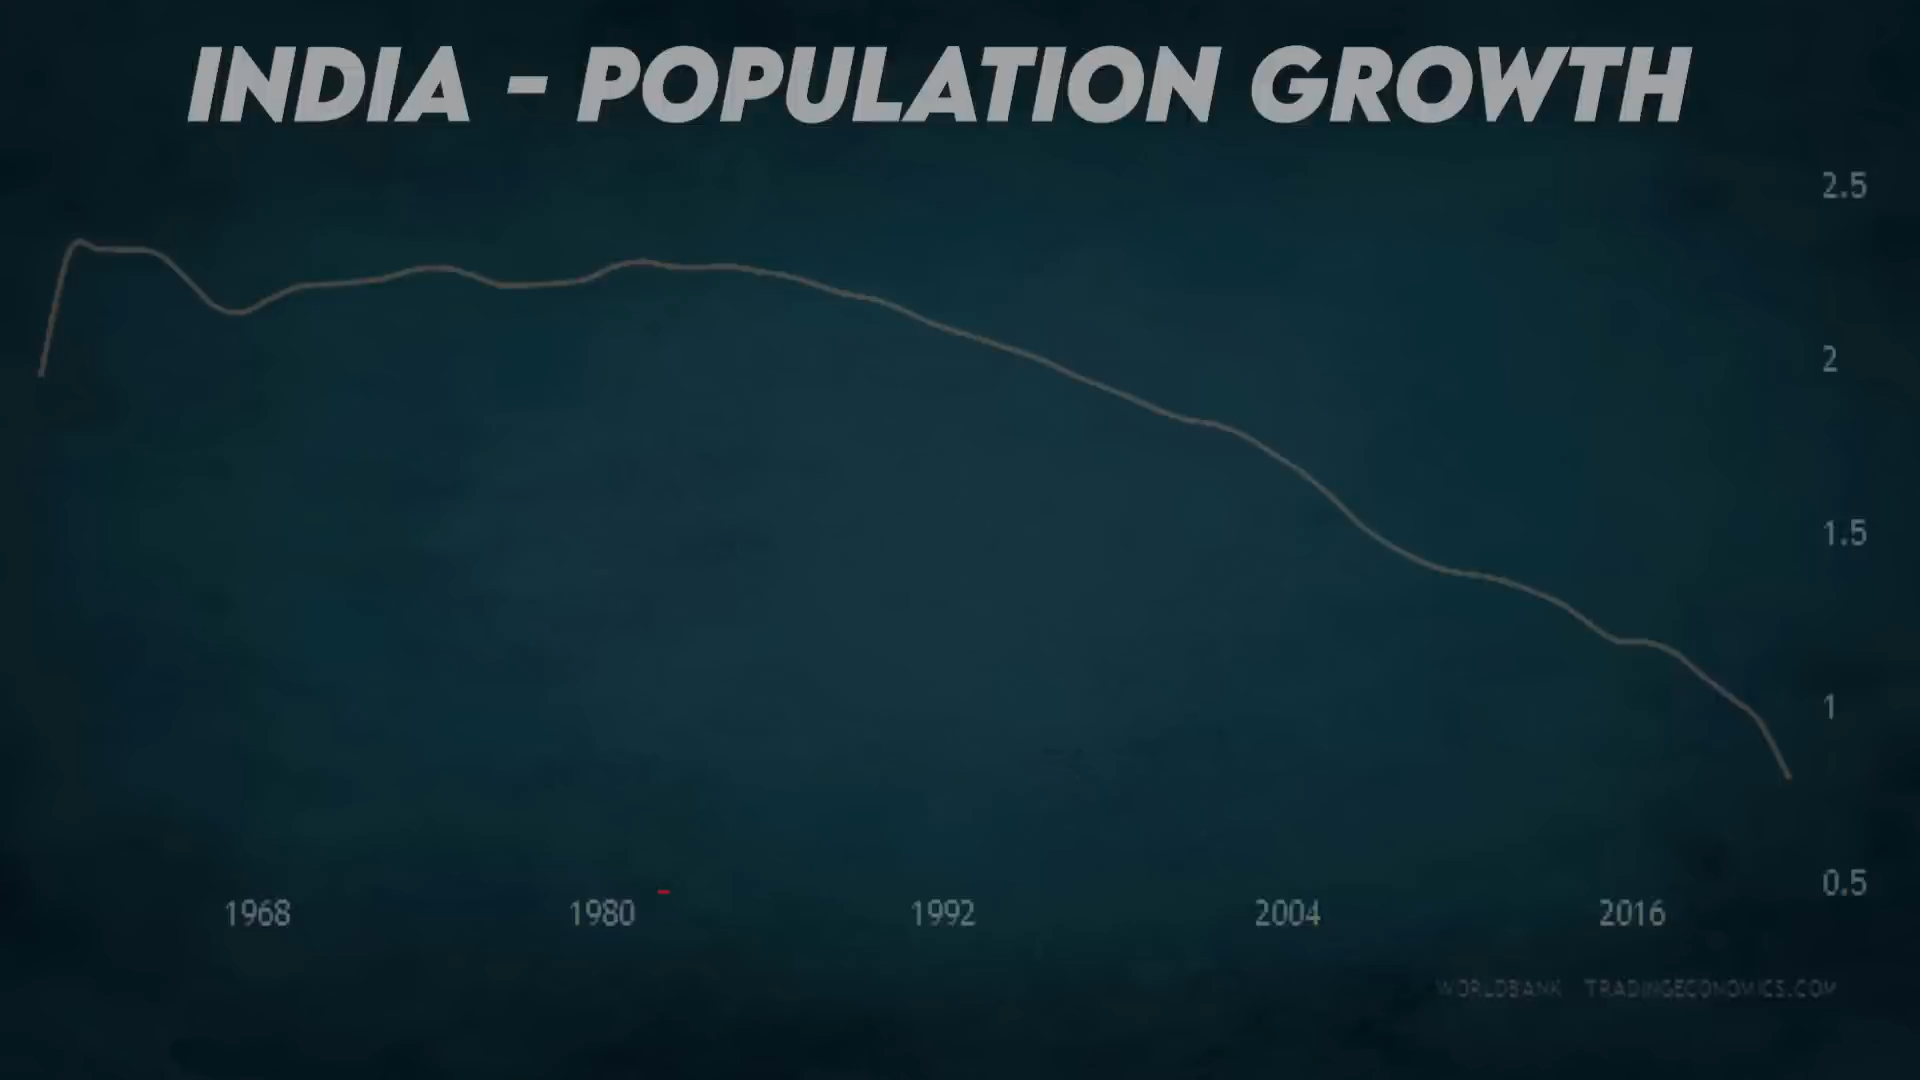 INDIA - POPULATION GROWTH
2.5
2
1.5
1
0.5
1968 1980 1992 2004 2016
WORLDBANK TRADINGECONOMICS.COM